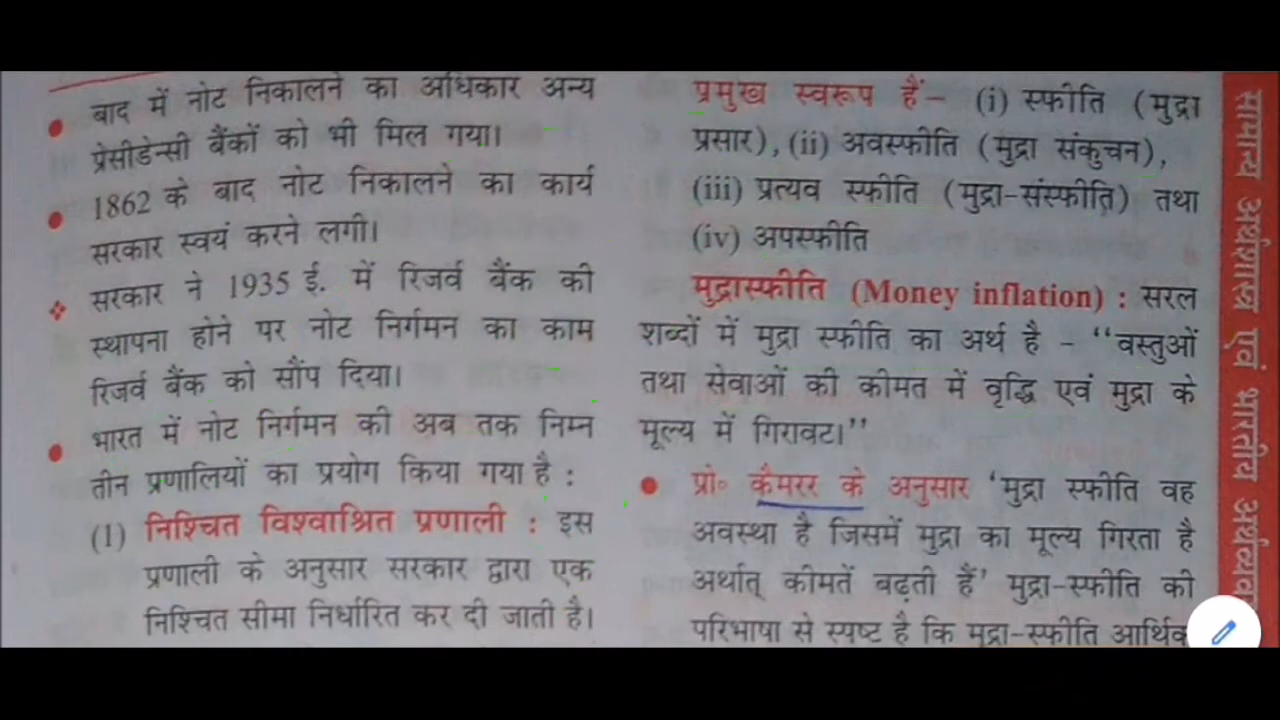 बाद में नोट निकालने का अधिकार अन्य
प्रेसीडेन्सी बैंकों को भी मिल गया।
1862 के बाद नोट निकालने का कार्य
सरकार स्वयं करने लगी।
सरकार ने 1935 ई. में रिजर्व बैंक की
स्थापना होने पर नोट निर्गमन का काम
रिजर्व बैंक को सौंप दिया।
भारत में नोट निर्गमन की अब तक निम्न
तीन प्रणालियों का प्रयोग किया गया है :
(1) निश्चित विश्वाश्रित प्रणाली : इस
प्रणाली के अनुसार सरकार द्वारा एक
निश्चित सीमा निर्धारित कर दी जाती है।
प्रमुख स्वरूप हैं– (i) स्फीति (मुद्रा
प्रसार), (ii) अवस्फीति (मुद्रा संकुचन),
(iii) प्रत्यव स्फीति (मुद्रा-संस्फीति) तथा
(iv) अपस्फीति
मुद्रास्फीति (Money inflation) : सरल
शब्दों में मुद्रा स्फीति का अर्थ है – ‘‘वस्तुओं
तथा सेवाओं की कीमत में वृद्धि एवं मुद्रा के
मूल्य में गिरावट।’’
प्रो॰ कैमरर के अनुसार ‘मुद्रा स्फीति वह
अवस्था है जिसमें मुद्रा का मूल्य गिरता है
अर्थात् कीमतें बढ़ती हैं’ मुद्रा-स्फीति की
परिभाषा से स्पष्ट है कि मुद्रा-स्फीति आर्थिक
सामान्य अर्थशास्त्र एवं भारतीय